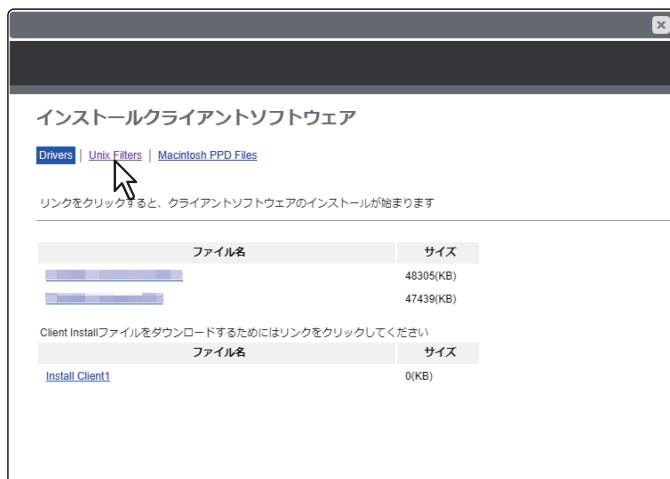 インストールクライアントソフトウェア
Drivers | Unix Filters | Macintosh PPD Files
リンクをクリックすると、クライアントソフトウェアのインストールが始まります
ファイル名 サイズ
48305(KB)
47439(KB)
Client Installファイルをダウンロードするためにはリンクをクリックしてください
ファイル名 サイズ
Install Client1 0(KB)